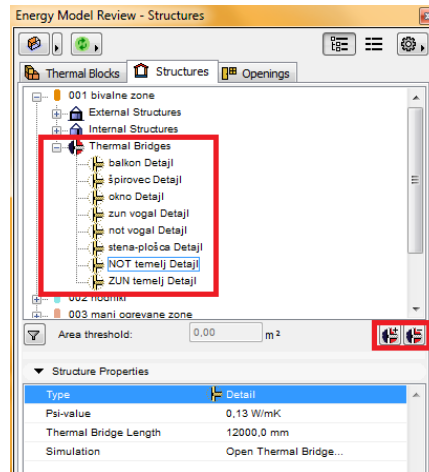 Energy Model Review - Structures
Thermal Blocks Structures Openings
001 bivalne zone
External Structures
Internal Structures
Thermal Bridges
balkon Detajl
špirovec Detajl
okno Detajl
zun vogal Detajl
not vogal Detajl
stena-plošca Detajl
NOT temelj Detajl
ZUN temelj Detajl
002 hodniki
003 manj ogrevane zone
Area threshold: 0,00 m²
Structure Properties
Type Detail
Psi-value 0,13 W/mK
Thermal Bridge Length 12000,0 mm
Simulation Open Thermal Bridge...